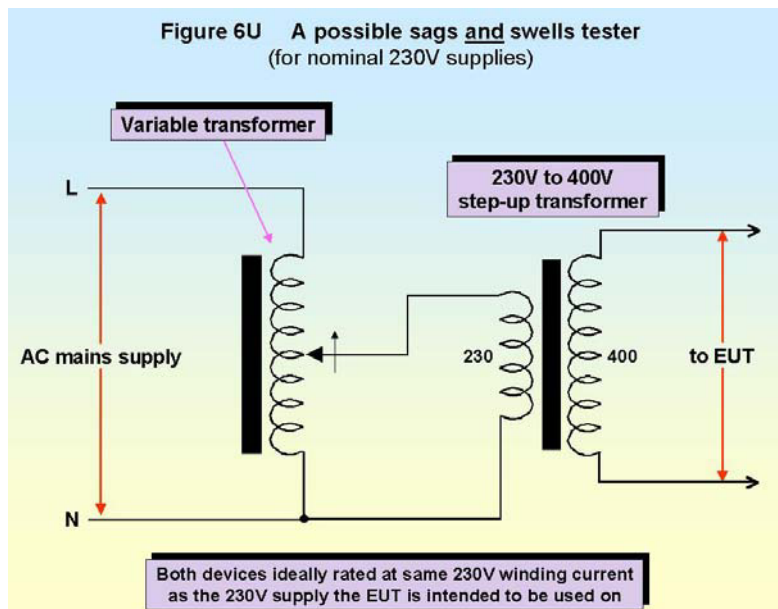 Figure 6U A possible sags and swells tester
(for nominal 230V supplies)
Variable transformer
230V to 400V
step-up transformer
L
AC mains supply
230
400
to EUT
N
Both devices ideally rated at same 230V winding current
as the 230V supply the EUT is intended to be used on